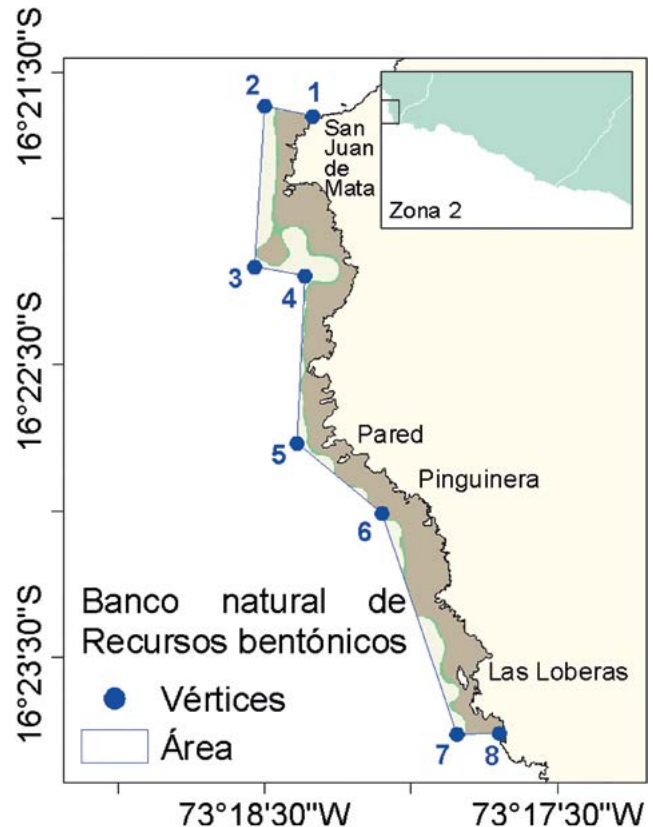 16°21'30"S
16°22'30"S
16°23'30"S
2
1
San
Juan
de
Mata
Zona 2
3
4
5
Pared
Pinguinera
6
Banco natural de
Recursos bentónicos
Las Loberas
Vértices
7
8
Área
73°18'30"W
73°17'30"W